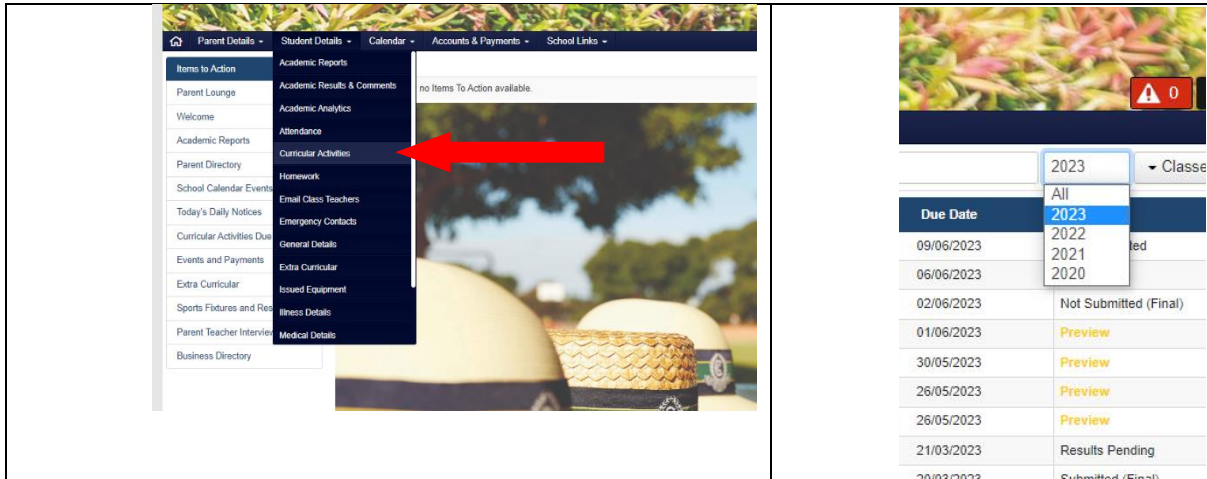 Parent Details Student Details Calendar Accounts & Payments School Links
Items to Action
Parent Lounge
Welcome
Academic Reports
Parent Directory
School Calendar Events
Today's Daily Notices
Curricular Activities Due
Events and Payments
Extra Curricular
Sports Fixtures and Res
Parent Teacher Interview
Business Directory
Academic Reports
Academic Results & Comments
Academic Analytics
Attendance
Curricular Activities
Homework
Email Class Teachers
Emergency Contacts
General Details
Extra Curricular
Issued Equipment
Illness Details
Medical Details
no Items To Action available.
0
2023 Classe
All
2023
2022
2021
2020
Due Date
09/06/2023 ted
06/06/2023
02/06/2023 Not Submitted (Final)
01/06/2023 Preview
30/05/2023 Preview
26/05/2023 Preview
26/05/2023 Preview
21/03/2023 Results Pending
20/03/2023 Submitted (Final)